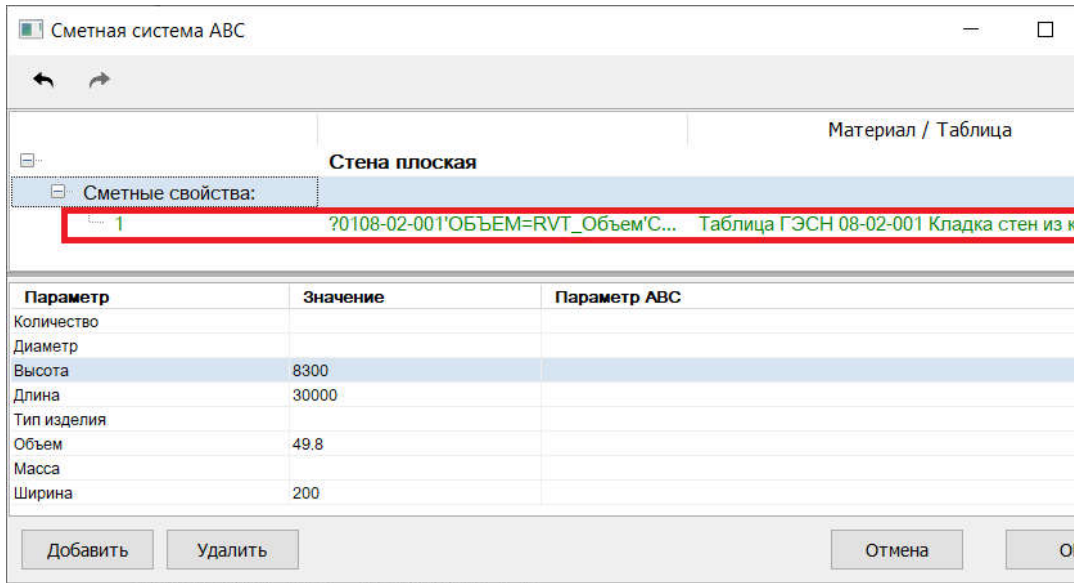 Сметная система ABC
Материал / Таблица
Стена плоская
Сметные свойства:
1 ?0108-02-001'ОБЪЕМ=RVT_Объем'С... Таблица ГЭСН 08-02-001 Кладка стен из к
Параметр Значение Параметр ABC
Количество
Диаметр
Высота 8300
Длина 30000
Тип изделия
Объем 49.8
Масса
Ширина 200
Добавить Удалить Отмена